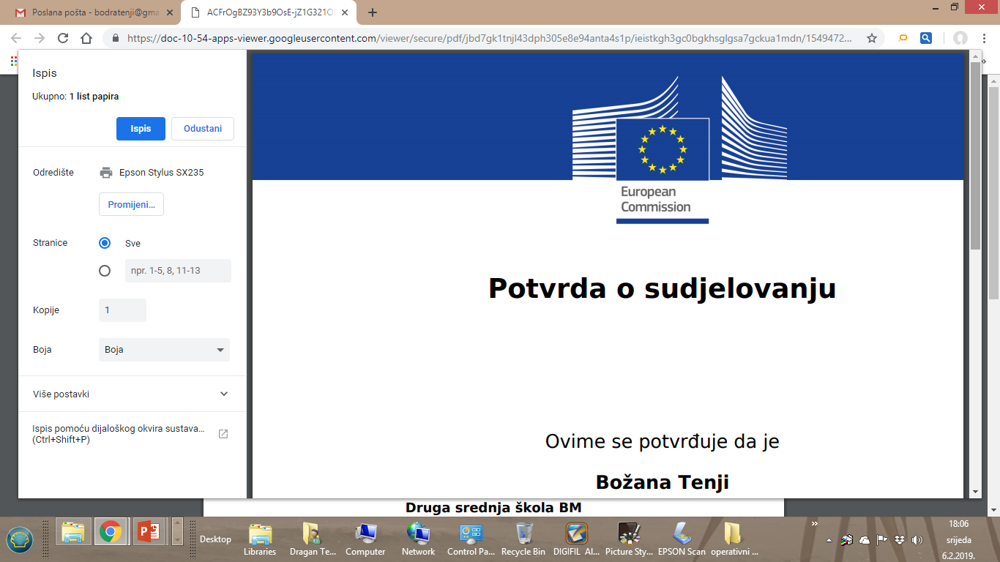 Poslana pošta - bodratenji@gma
ACFrOgBZ93Y3b9OsE-jZ1G321O
https://doc-10-54-apps-viewer.googleusercontent.com/viewer/secure/pdf/jbd7gk1tnjl43dph305e8e94anta4s1p/ieistkgh3gc0bgkhsglgsa7gckua1mdn/1549472...
Ispis
Ukupno: 1 list papira
Ispis Odustani
Odredište Epson Stylus SX235
Promijeni...
Stranice Sve
npr. 1-5, 8, 11-13
Kopije 1
Boja Boja
Više postavki
Ispis pomoću dijaloškog okvira sustava...
(Ctrl+Shift+P)
European
Commission
Potvrda o sudjelovanju
Ovime se potvrđuje da je
Božana Tenji
Druga srednja škola BM
Desktop
Libraries
Dragan Te...
Computer
Network
Control Pa...
Recycle Bin
DIGIFIL Al...
Picture Sty...
EPSON Scan
operativni ...
18:06
srijeda
6.2.2019.